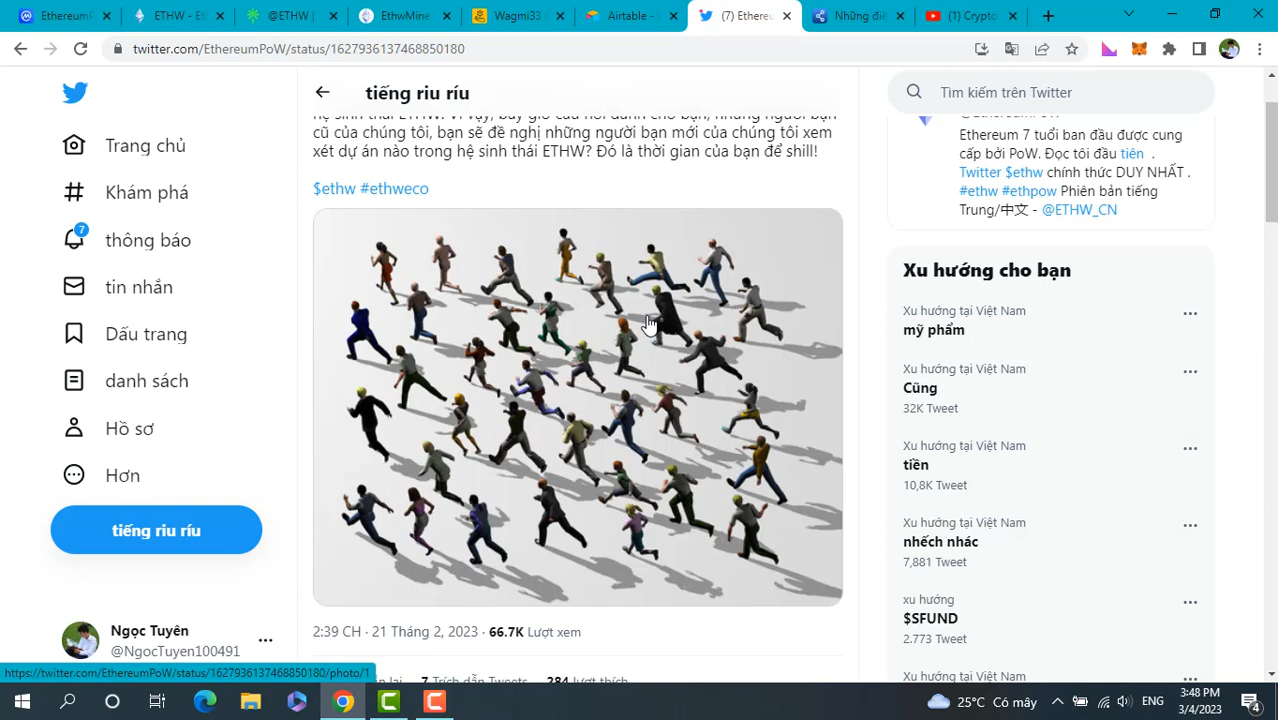 Ethereum
ETHW - Et
@ETHW |
EthwMine
Wagmi33
Airtable -
(7) Ethere
Những điề
(1) Crypto
twitter.com/EthereumPoW/status/1627936137468850180
tiếng riu ríu
Tìm kiếm trên Twitter
Trang chủ
Khám phá
7
thông báo
tin nhắn
Dấu trang
danh sách
Hồ sơ
Hơn
tiếng riu ríu
Ngọc Tuyên
@NgocTuyen100491
cũ của chúng tôi, bạn sẽ đề nghị những người bạn mới của chúng tôi xem
xét dự án nào trong hệ sinh thái ETHW? Đó là thời gian của bạn để shill!
$ethw #ethweco
2:39 CH · 21 Tháng 2, 2023 · 66.7K Lượt xem
7 Trích dẫn Tweets 284 lượt thích
Ethereum 7 tuổi ban đầu được cung
cấp bởi PoW. Đọc tôi đầu tiên .
Twitter $ethw chính thức DUY NHẤT .
#ethw #ethpow Phiên bản tiếng
Trung/中文 - @ETHW_CN
Xu hướng cho bạn
Xu hướng tại Việt Nam
mỹ phẩm
Xu hướng tại Việt Nam
Cũng
32K Tweet
Xu hướng tại Việt Nam
tiền
10,8K Tweet
Xu hướng tại Việt Nam
nhếch nhác
7,881 Tweet
xu hướng
$SFUND
2.773 Tweet
Xu hướng tại Việt Nam
https://twitter.com/EthereumPoW/status/1627936137468850180/photo/1
25°C Có mây
ENG
3:48 PM
3/4/2023
4